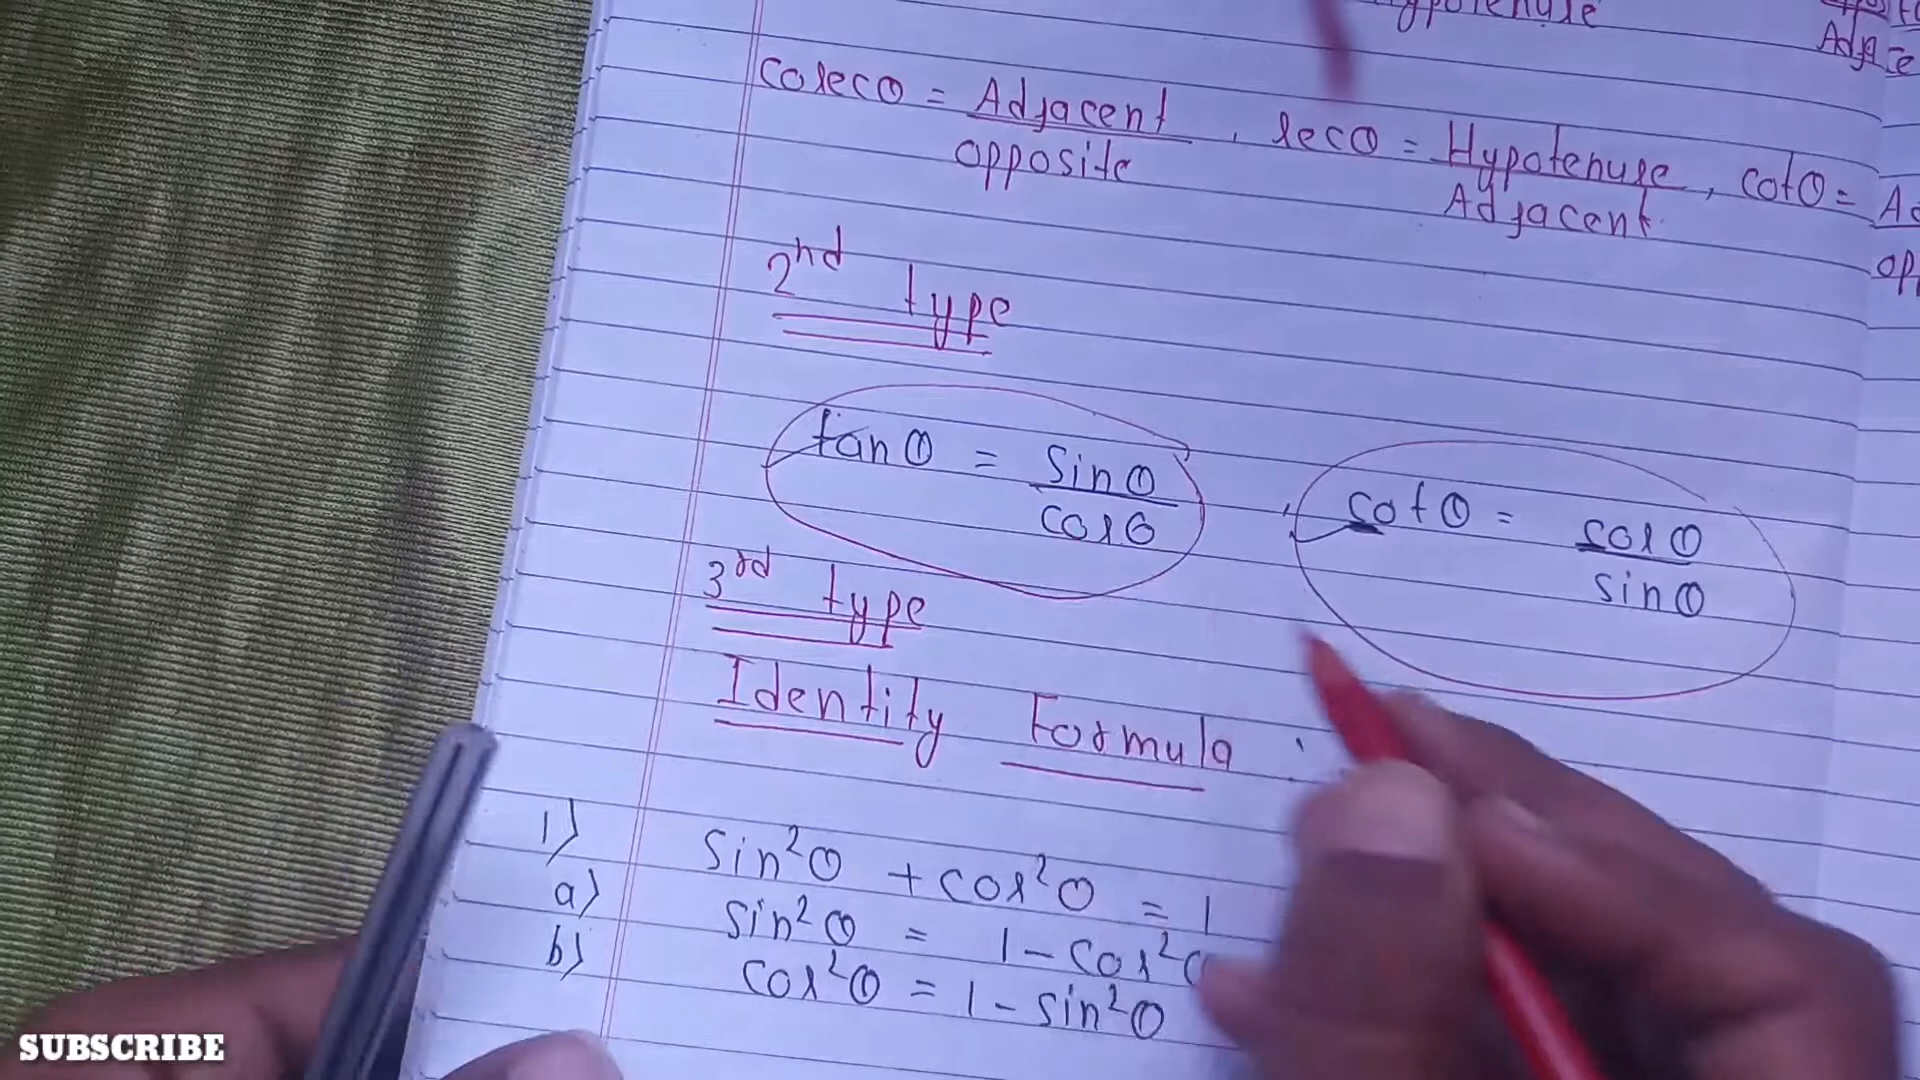 Hypotenuse
Adjace
cosecθ = Adjacent / opposite , secθ = Hypotenuse / Adjacent , cotθ = Ad / op
2nd type
tanθ = sinθ / cosθ , cotθ = cosθ / sinθ
3rd type
Identity Formula :
1) sin²θ + cos²θ = 1
a) sin²θ = 1 - cos²θ
b) cos²θ = 1 - sin²θ
SUBSCRIBE